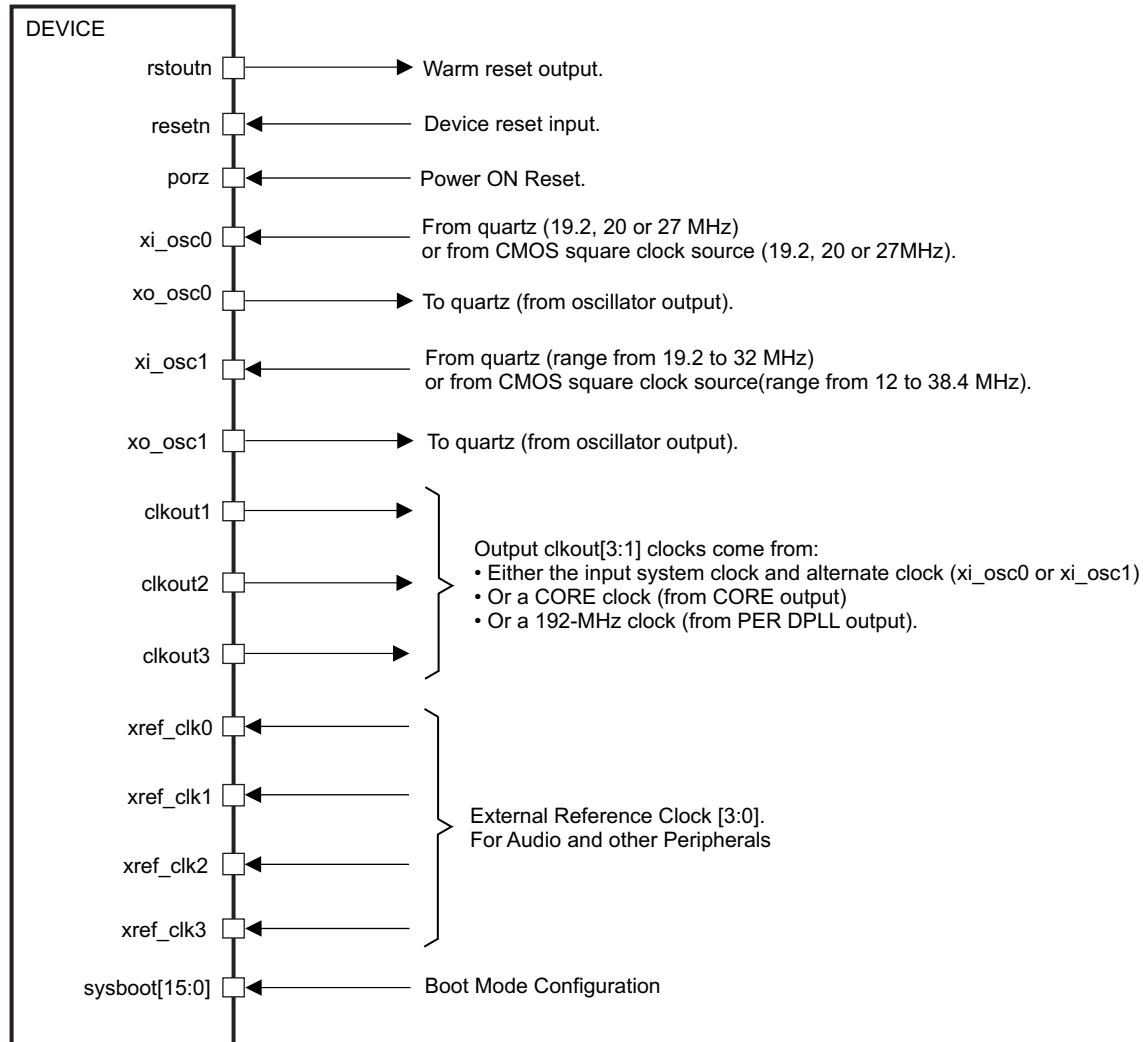 DEVICE
rstoutn
Warm reset output.
resetn
Device reset input.
porz
Power ON Reset.
xi_osc0
From quartz (19.2, 20 or 27 MHz)
or from CMOS square clock source (19.2, 20 or 27MHz).
xo_osc0
To quartz (from oscillator output).
xi_osc1
From quartz (range from 19.2 to 32 MHz)
or from CMOS square clock source(range from 12 to 38.4 MHz).
xo_osc1
To quartz (from oscillator output).
clkout1
clkout2
clkout3
Output clkout[3:1] clocks come from:
• Either the input system clock and alternate clock (xi_osc0 or xi_osc1)
• Or a CORE clock (from CORE output)
• Or a 192-MHz clock (from PER DPLL output).
xref_clk0
xref_clk1
xref_clk2
xref_clk3
External Reference Clock [3:0].
For Audio and other Peripherals
sysboot[15:0]
Boot Mode Configuration